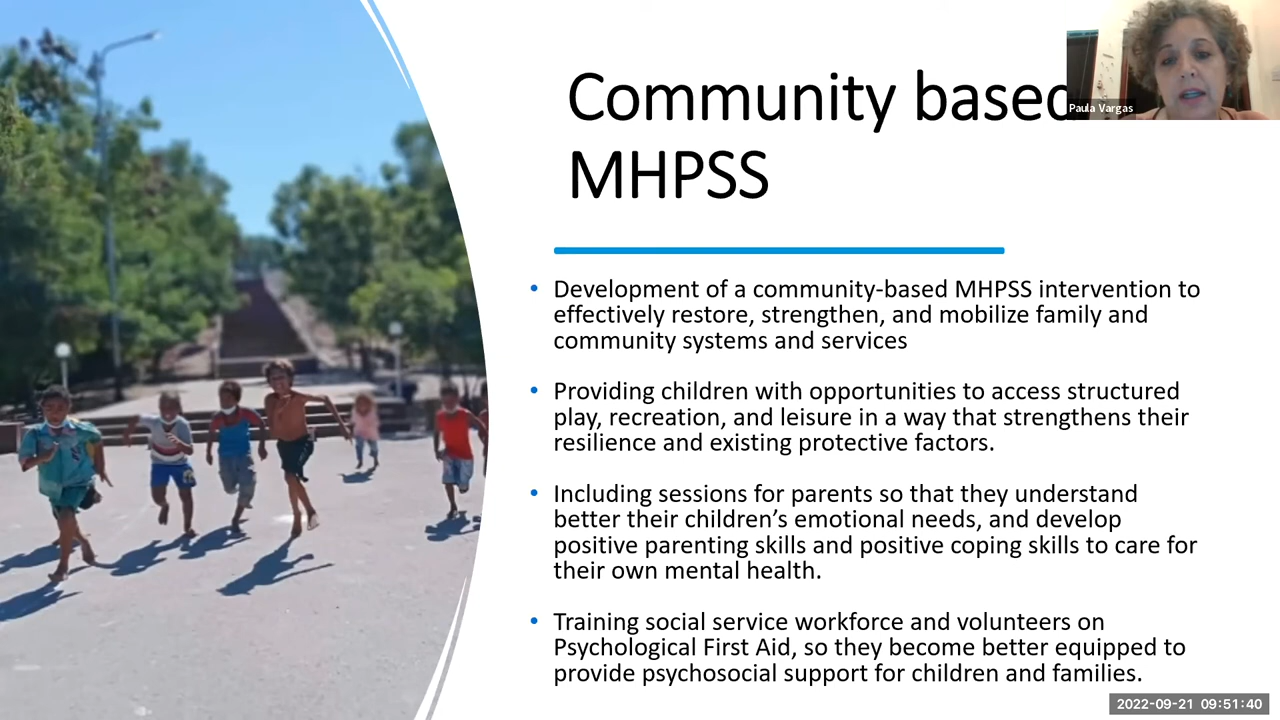 Community based
MHPSS
Paula Vargas
• Development of a community-based MHPSS intervention to
effectively restore, strengthen, and mobilize family and
community systems and services
• Providing children with opportunities to access structured
play, recreation, and leisure in a way that strengthens their
resilience and existing protective factors.
• Including sessions for parents so that they understand
better their children’s emotional needs, and develop
positive parenting skills and positive coping skills to care for
their own mental health.
• Training social service workforce and volunteers on
Psychological First Aid, so they become better equipped to
provide psychosocial support for children and families.
2022-09-21 09:51:40